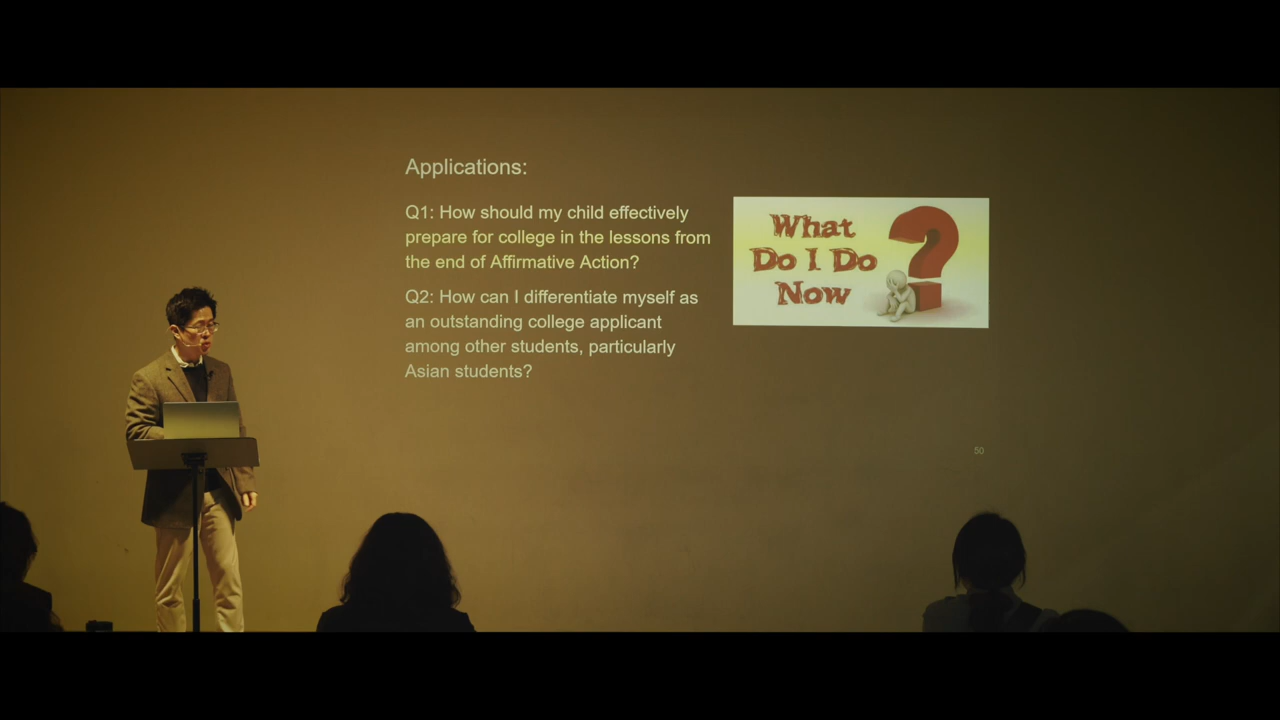 Applications:
Q1: How should my child effectively
prepare for college in the lessons from
the end of Affirmative Action?
Q2: How can I differentiate myself as
an outstanding college applicant
among other students, particularly
Asian students?
What
Do I Do
Now
50